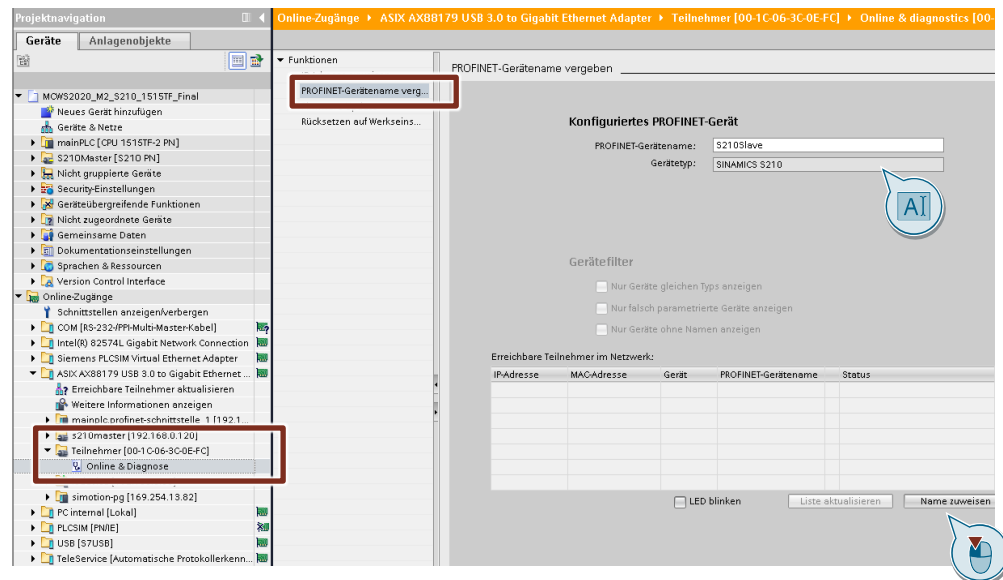 Projektnavigation
Online-Zugänge ▸ ASIX AX88179 USB 3.0 to Gigabit Ethernet Adapter ▸ Teilnehmer [00-1C-06-3C-0E-FC] ▸ Online & diagnostics [00-
Geräte
Anlagenobjekte
MCWS2020_M2_S210_1515TF_Final
Neues Gerät hinzufügen
Geräte & Netze
mainPLC [CPU 1515TF-2 PN]
S210Master [S210 PN]
Nicht gruppierte Geräte
Security-Einstellungen
Geräteübergreifende Funktionen
Nicht zugeordnete Geräte
Gemeinsame Daten
Dokumentationseinstellungen
Sprachen & Ressourcen
Version Control Interface
Online-Zugänge
Schnittstellen anzeigen/verbergen
COM [RS-232-/PPI-Multi-Master-Kabel]
Intel(R) 82574L Gigabit Network Connection
Siemens PLCSIM Virtual Ethernet Adapter
ASIX AX88179 USB 3.0 to Gigabit Ethernet ...
Erreichbare Teilnehmer aktualisieren
Weitere Informationen anzeigen
mainplc.profinet-schnittstelle_1 [192.1...
s210master [192.168.0.120]
Teilnehmer [00-1C-06-3C-0E-FC]
Online & Diagnose
simotion-pg [169.254.13.82]
PC internal [Lokal]
PLCSIM [PN/IE]
USB [S7USB]
TeleService [Automatische Protokollerkenn...
Funktionen
PROFINET-Gerätename verg...
Rücksetzen auf Werkseins...
PROFINET-Gerätename vergeben
Konfiguriertes PROFINET-Gerät
PROFINET-Gerätename: S210Slave
Gerätetyp: SINAMICS S210
AI
Gerätefilter
Nur Geräte gleichen Typs anzeigen
Nur falsch parametrierte Geräte anzeigen
Nur Geräte ohne Namen anzeigen
Erreichbare Teilnehmer im Netzwerk:
IP-Adresse MAC-Adresse Gerät PROFINET-Gerätename Status
LED blinken
Liste aktualisieren
Name zuweisen